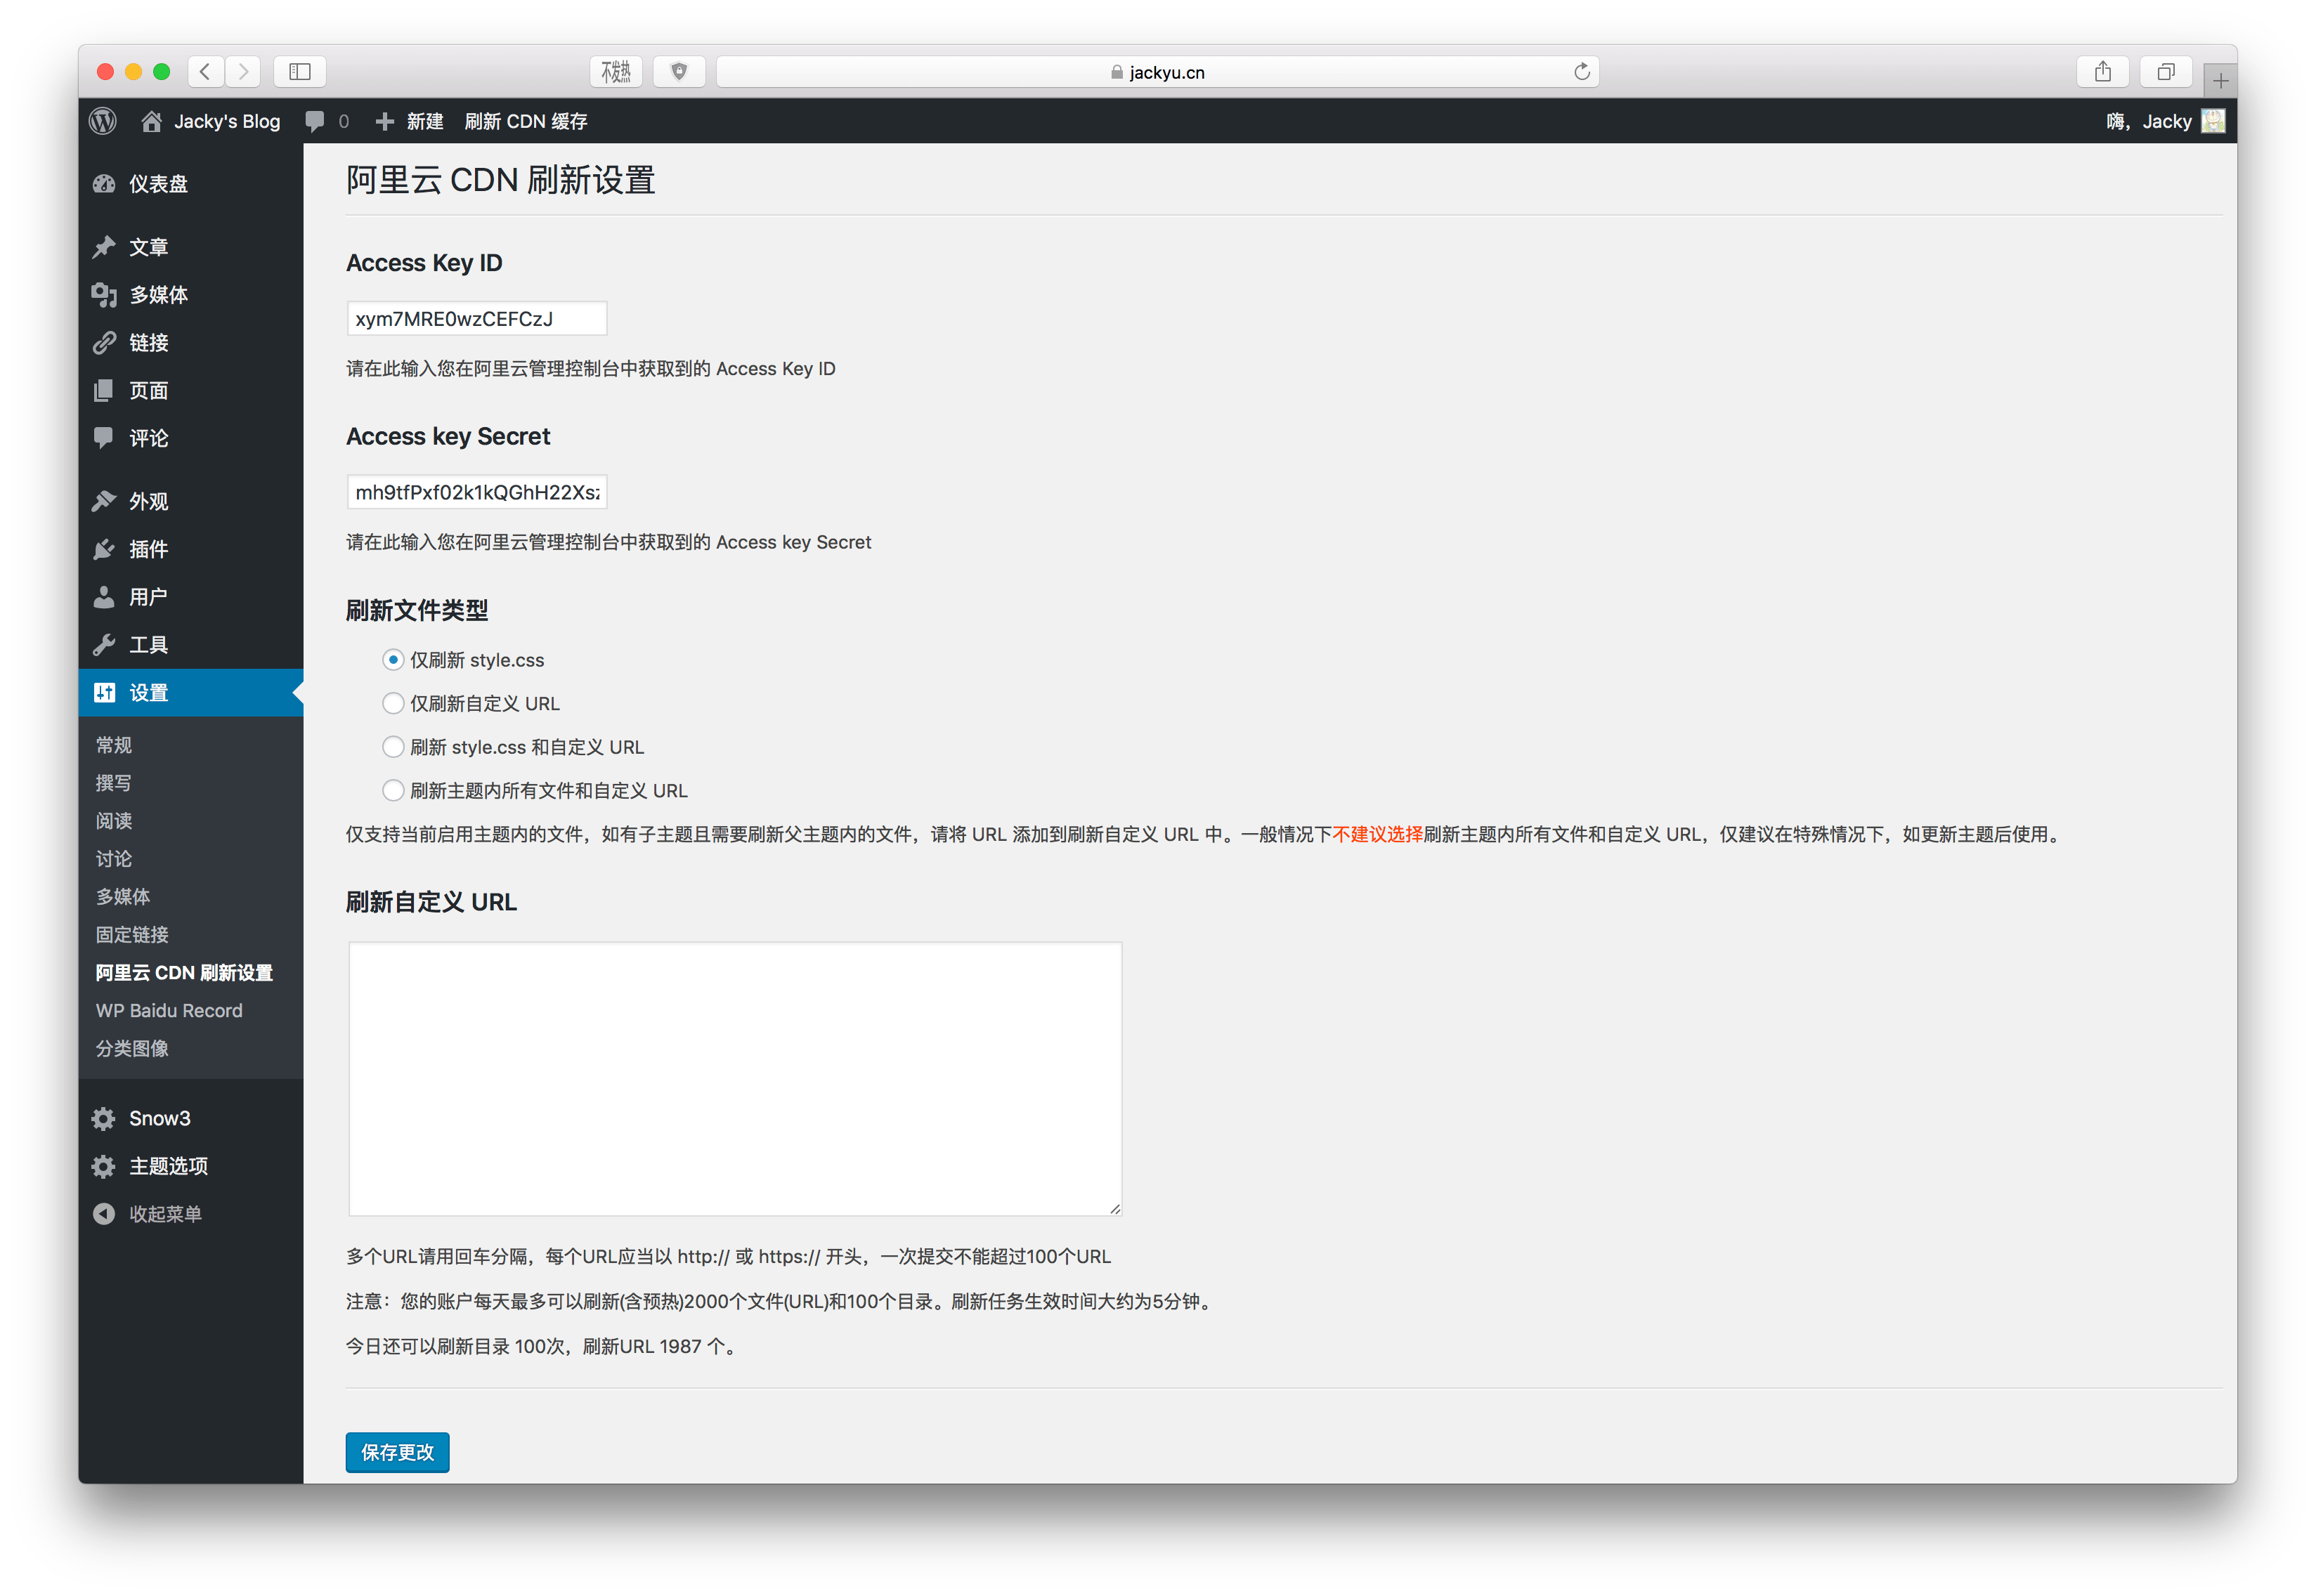 不发热
jackyu.cn
Jacky's Blog 0 新建 刷新 CDN 缓存 嗨，Jacky
仪表盘
文章
多媒体
链接
页面
评论
外观
插件
用户
工具
设置
常规
撰写
阅读
讨论
多媒体
固定链接
阿里云 CDN 刷新设置
WP Baidu Record
分类图像
Snow3
主题选项
收起菜单
阿里云 CDN 刷新设置
Access Key ID
xym7MRE0wzCEFCzJ
请在此输入您在阿里云管理控制台中获取到的 Access Key ID
Access key Secret
mh9tfPxf02k1kQGhH22Xsz
请在此输入您在阿里云管理控制台中获取到的 Access key Secret
刷新文件类型
仅刷新 style.css
仅刷新自定义 URL
刷新 style.css 和自定义 URL
刷新主题内所有文件和自定义 URL
仅支持当前启用主题内的文件，如有子主题且需要刷新父主题内的文件，请将 URL 添加到刷新自定义 URL 中。一般情况下不建议选择刷新主题内所有文件和自定义 URL，仅建议在特殊情况下，如更新主题后使用。
刷新自定义 URL
多个URL请用回车分隔，每个URL应当以 http:// 或 https:// 开头，一次提交不能超过100个URL
注意：您的账户每天最多可以刷新(含预热)2000个文件(URL)和100个目录。刷新任务生效时间大约为5分钟。
今日还可以刷新目录 100次，刷新URL 1987 个。
保存更改